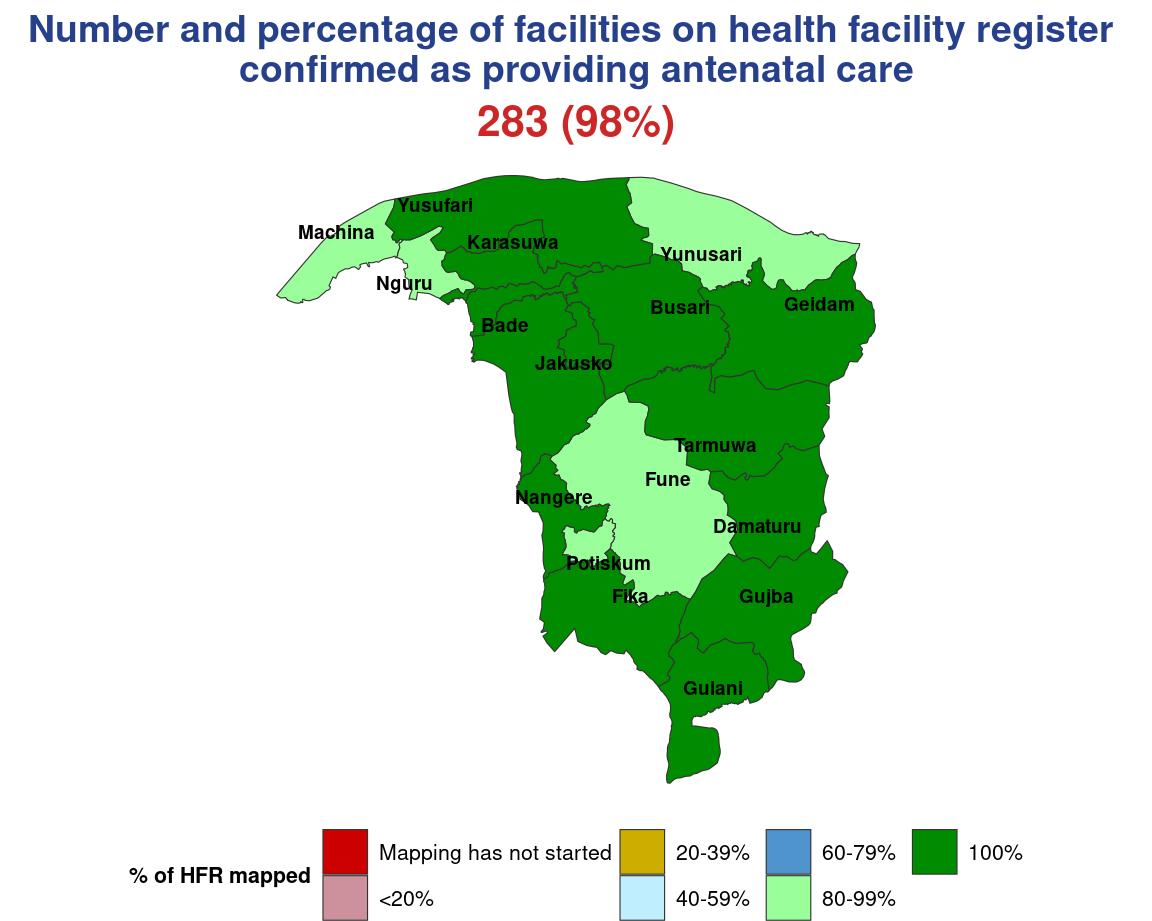 Number and percentage of facilities on health facility register
confirmed as providing antenatal care
283 (98%)
Yusufari
Machina
Karasuwa
Yunusari
Nguru
Geidam
Busari
Bade
Jakusko
Tarmuwa
Fune
Nangere
Damaturu
Potiskum
Fika
Gujba
Gulani
% of HFR mapped
Mapping has not started
<20%
20-39%
40-59%
60-79%
80-99%
100%